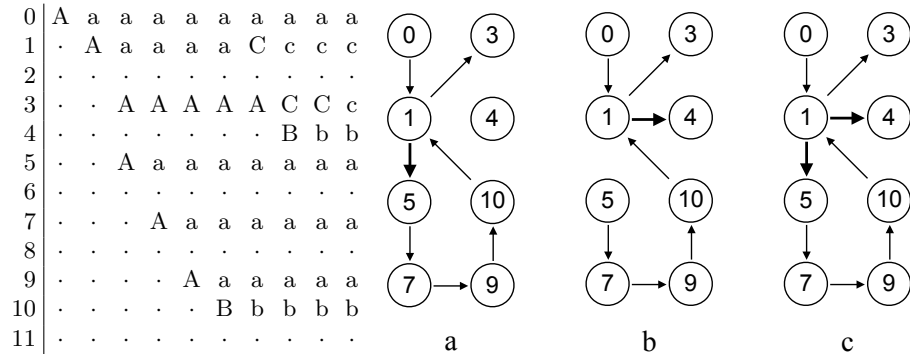 0 A a a a a a a a a a
1 · A a a a a C c c c
2 · · · · · · · · · ·
3 · · A A A A A C C c
4 · · · · · · · B b b
5 · · A a a a a a a a
6 · · · · · · · · · ·
7 · · · A a a a a a a
8 · · · · · · · · · ·
9 · · · · A a a a a a
10 · · · · · B b b b b
11 · · · · · · · · · ·
0 3
1 4
5 10
7 9
a
0 3
1 4
5 10
7 9
b
0 3
1 4
5 10
7 9
c